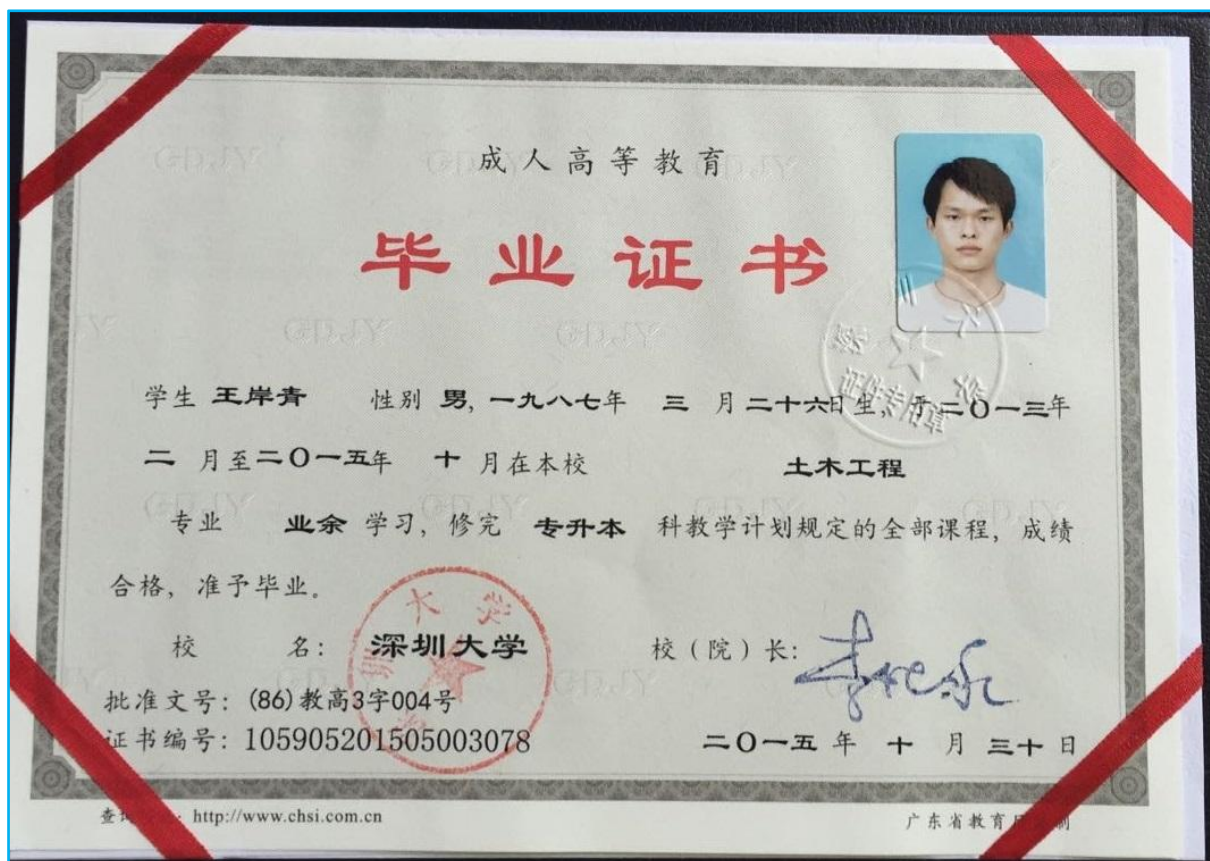 成人高等教育
毕业证书
学生 王岸青 性别 男, 一九八七年 三 月 二十六日生, 于二〇一三年
二 月至二〇一五年 十 月在本校 土木工程
专业 业余 学习, 修完 专升本 科教学计划规定的全部课程, 成绩
合格, 准予毕业。
校 名: 深圳大学 校(院)长:
批准文号: (86)教高3字004号
证书编号: 105905201505003078 二〇一五 年 十 月 三十 日
http://www.chsi.com.cn 广东省教育
证件专用章
GDJY